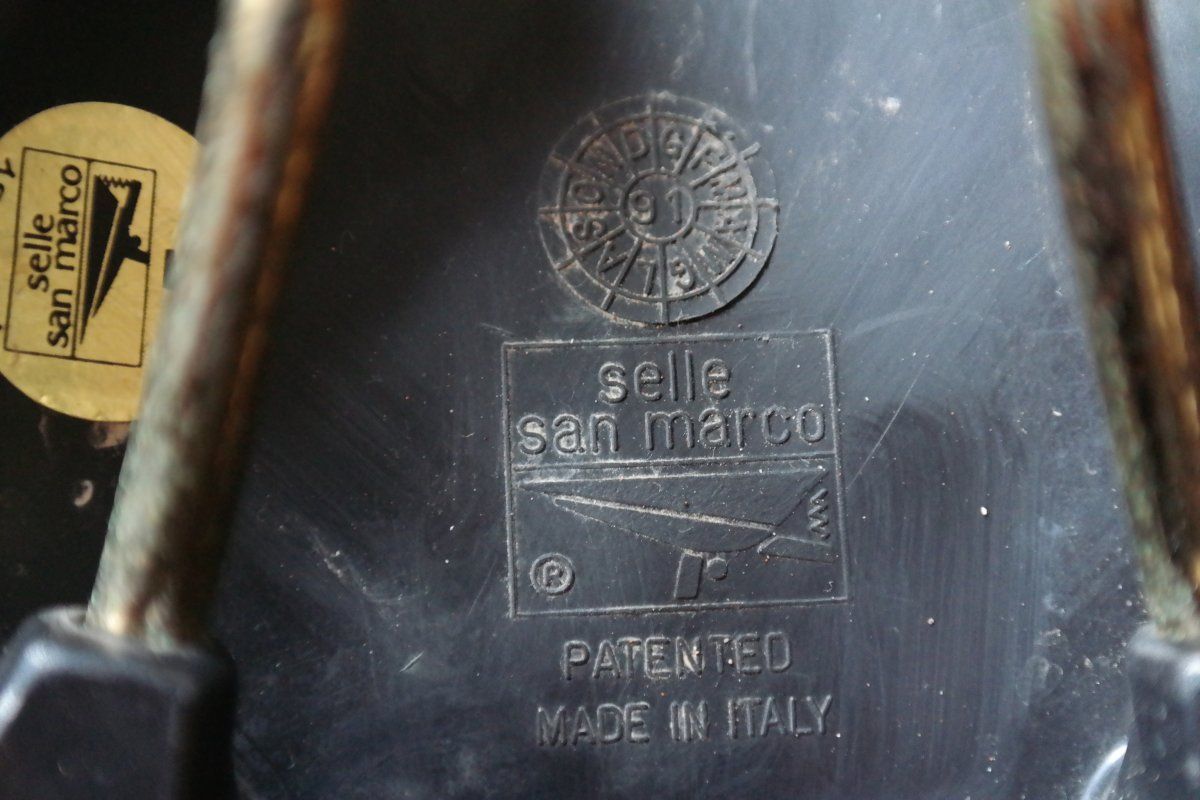 G F M A M G L A S O N D
91
selle
san marco
®
PATENTED
MADE IN ITALY
selle
san marco